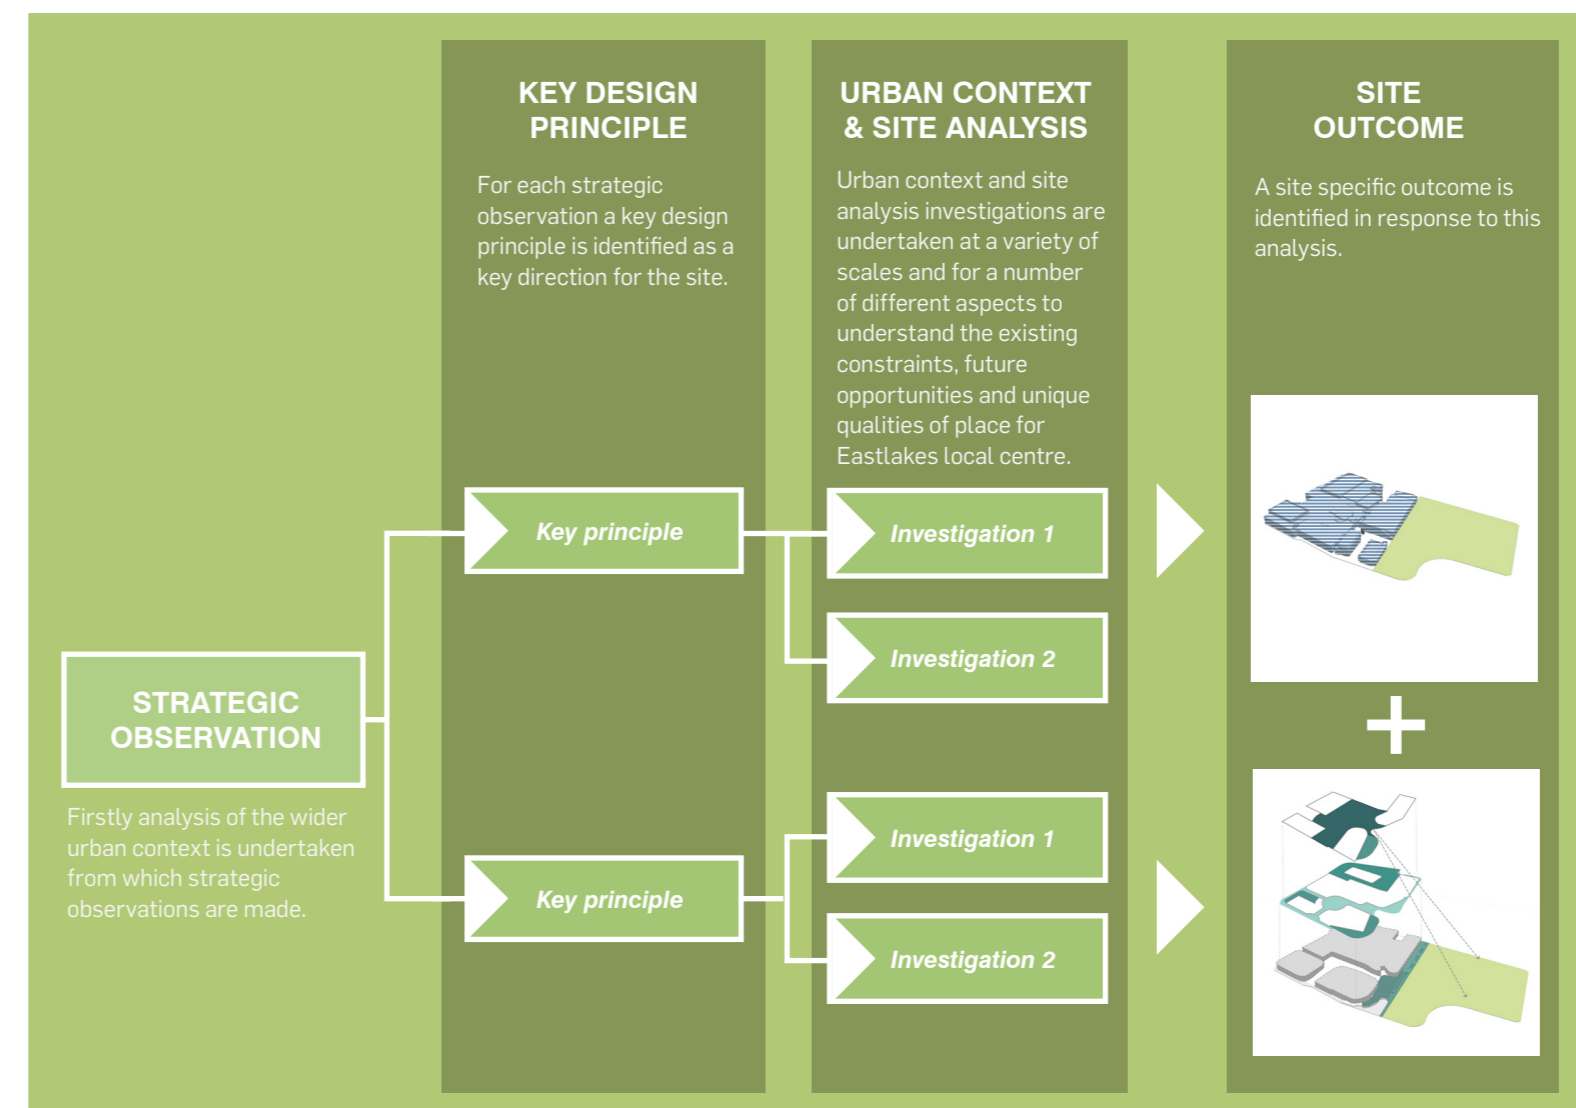 STRATEGIC
OBSERVATION
Firstly analysis of the wider
urban context is undertaken
from which strategic
observations are made.
KEY DESIGN
PRINCIPLE
For each strategic
observation a key design
principle is identified as a
key direction for the site.
Key principle
Key principle
URBAN CONTEXT
& SITE ANALYSIS
Urban context and site
analysis investigations are
undertaken at a variety of
scales and for a number
of different aspects to
understand the existing
constraints, future
opportunities and unique
qualities of place for
Eastlakes local centre.
Investigation 1
Investigation 2
Investigation 1
Investigation 2
SITE
OUTCOME
A site specific outcome is
identified in response to this
analysis.
+